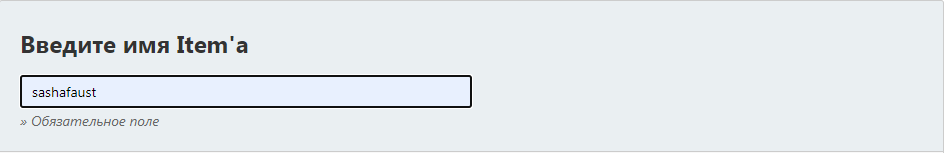 Введите имя Item'а
sashafaust
» Обязательное поле